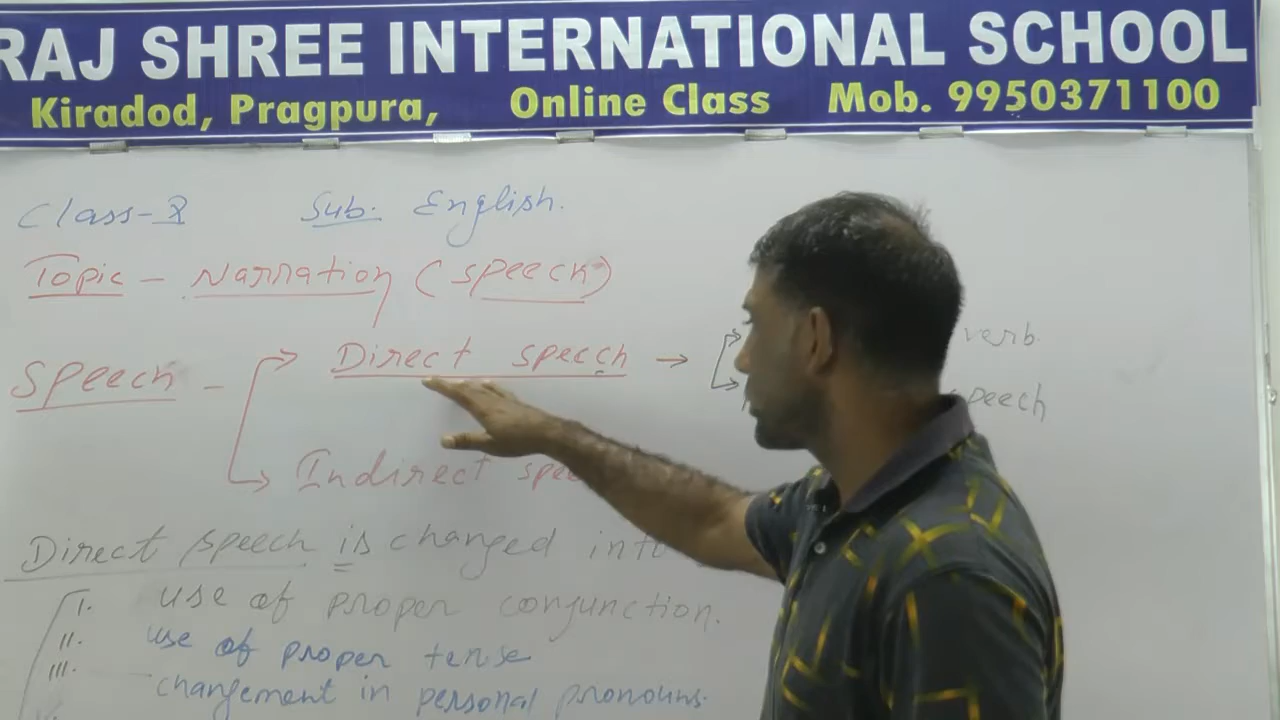 RAJ SHREE INTERNATIONAL SCHOOL
Kiradod, Pragpura, Online Class Mob. 9950371100
Class-X Sub. English.
Topic - Narration (speech)
Speech - Direct speech → verb
peech
Indirect spee
Direct speech is changed into
I. use of proper conjunction.
II. use of proper tense
III. changement in personal pronouns.